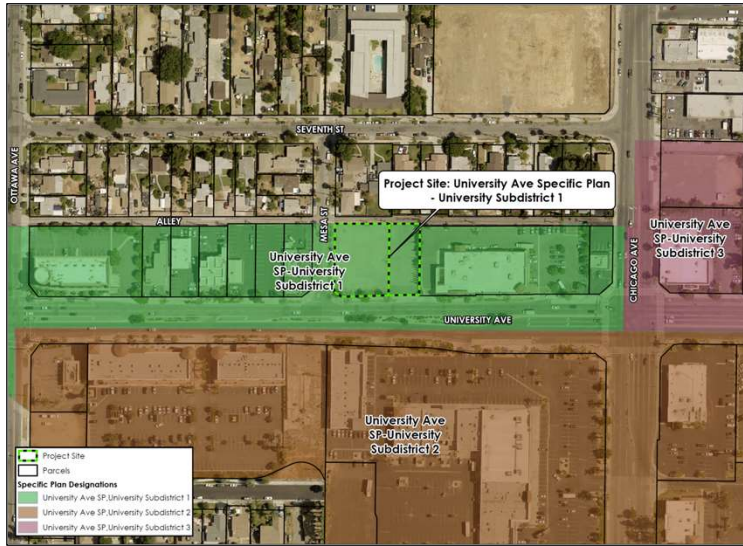 SEVENTH ST
OTTAWA AVE
Project Site: University Ave Specific Plan
- University Subdistrict 1
ALLEY
MESA ST
University Ave
SP-University
Subdistrict 1
University Ave
SP-University
Subdistrict 3
CHICAGO AVE
UNIVERSITY AVE
University Ave
SP-University
Subdistrict 2
Project Site
Parcels
Specific Plan Designations
University Ave SP,University Subdistrict 1
University Ave SP,University Subdistrict 2
University Ave SP,University Subdistrict 3